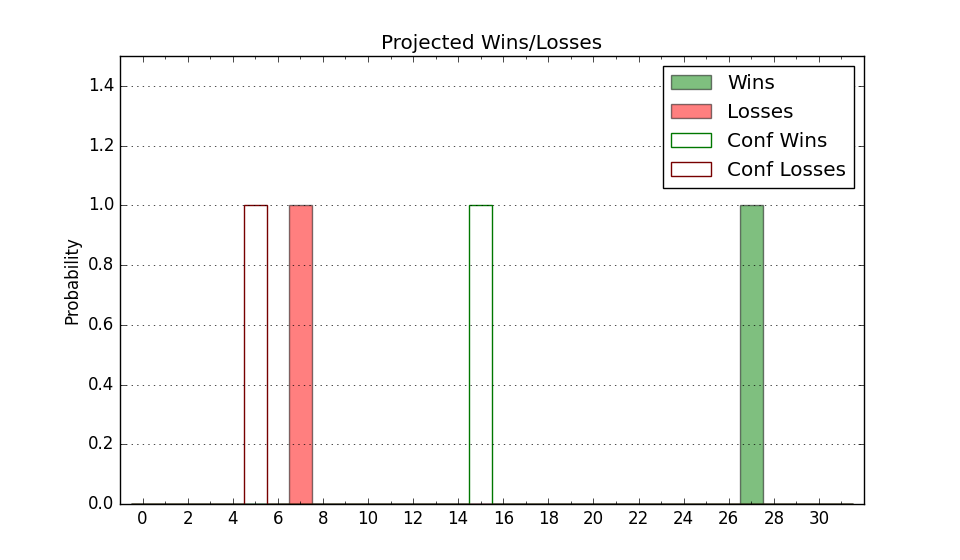 Projected Wins/Losses
1.4
1.2
1.0
0.8
0.6
0.4
0.2
0.0
Probability
Wins
Losses
Conf Wins
Conf Losses
0 2 4 6 8 10 12 14 16 18 20 22 24 26 28 30